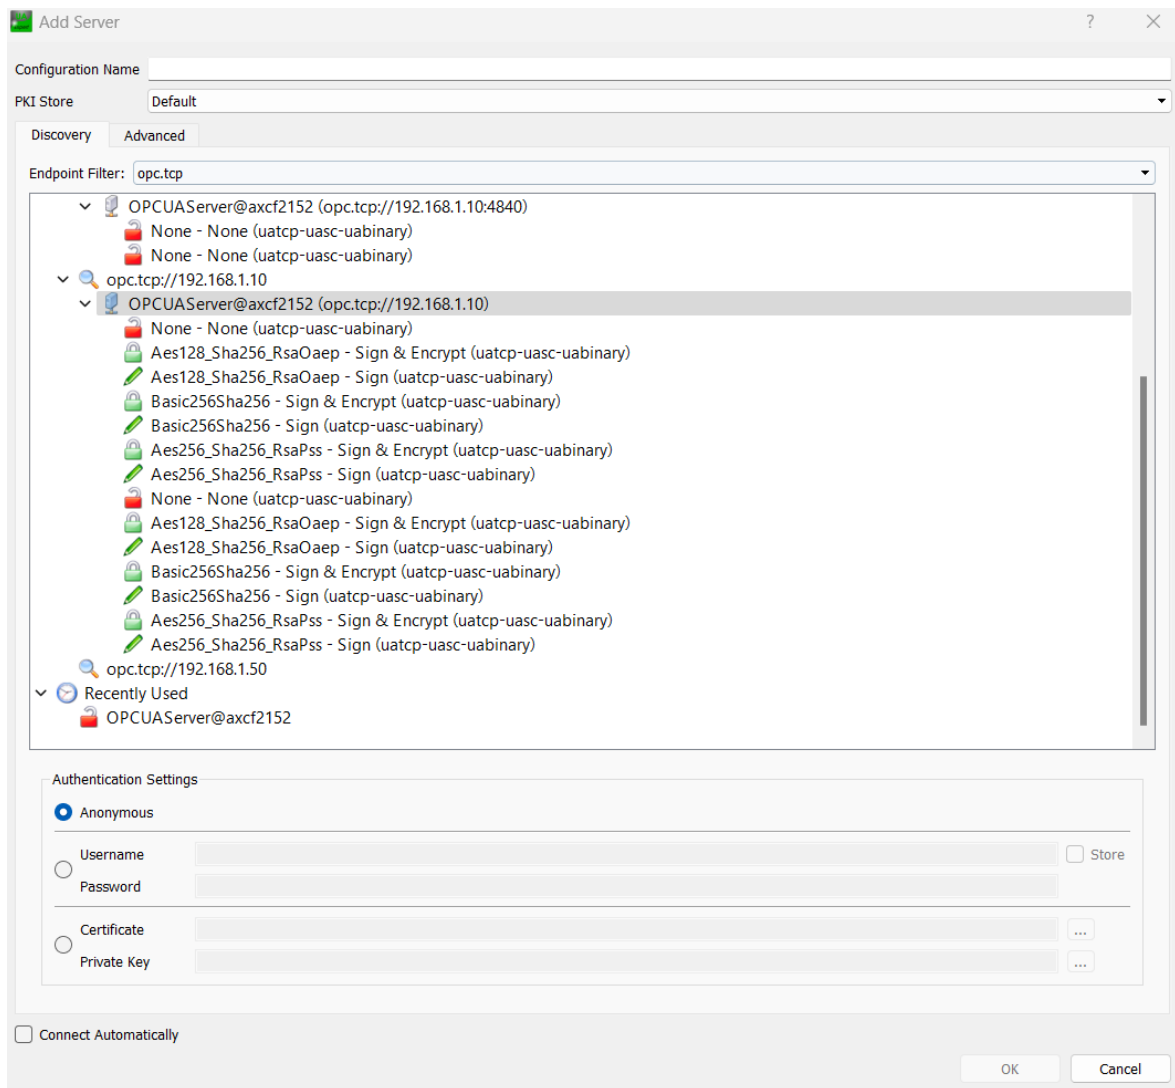 Add Server ?
Configuration Name
PKI Store Default
Discovery Advanced
Endpoint Filter: opc.tcp
OPCUAServer@axcf2152 (opc.tcp://192.168.1.10:4840)
None - None (uatcp-uasc-uabinary)
None - None (uatcp-uasc-uabinary)
opc.tcp://192.168.1.10
OPCUAServer@axcf2152 (opc.tcp://192.168.1.10)
None - None (uatcp-uasc-uabinary)
Aes128_Sha256_RsaOaep - Sign & Encrypt (uatcp-uasc-uabinary)
Aes128_Sha256_RsaOaep - Sign (uatcp-uasc-uabinary)
Basic256Sha256 - Sign & Encrypt (uatcp-uasc-uabinary)
Basic256Sha256 - Sign (uatcp-uasc-uabinary)
Aes256_Sha256_RsaPss - Sign & Encrypt (uatcp-uasc-uabinary)
Aes256_Sha256_RsaPss - Sign (uatcp-uasc-uabinary)
None - None (uatcp-uasc-uabinary)
Aes128_Sha256_RsaOaep - Sign & Encrypt (uatcp-uasc-uabinary)
Aes128_Sha256_RsaOaep - Sign (uatcp-uasc-uabinary)
Basic256Sha256 - Sign & Encrypt (uatcp-uasc-uabinary)
Basic256Sha256 - Sign (uatcp-uasc-uabinary)
Aes256_Sha256_RsaPss - Sign & Encrypt (uatcp-uasc-uabinary)
Aes256_Sha256_RsaPss - Sign (uatcp-uasc-uabinary)
opc.tcp://192.168.1.50
Recently Used
OPCUAServer@axcf2152
Authentication Settings
Anonymous
Username Store
Password
Certificate ...
Private Key ...
Connect Automatically
OK Cancel